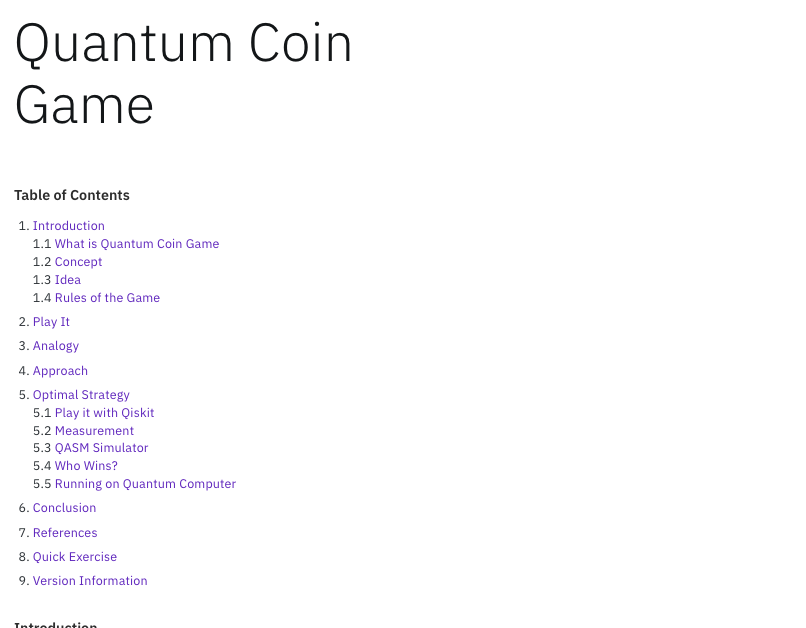 Quantum Coin
Game
Table of Contents
1. Introduction
1.1 What is Quantum Coin Game
1.2 Concept
1.3 Idea
1.4 Rules of the Game
2. Play It
3. Analogy
4. Approach
5. Optimal Strategy
5.1 Play it with Qiskit
5.2 Measurement
5.3 QASM Simulator
5.4 Who Wins?
5.5 Running on Quantum Computer
6. Conclusion
7. References
8. Quick Exercise
9. Version Information
Introduction